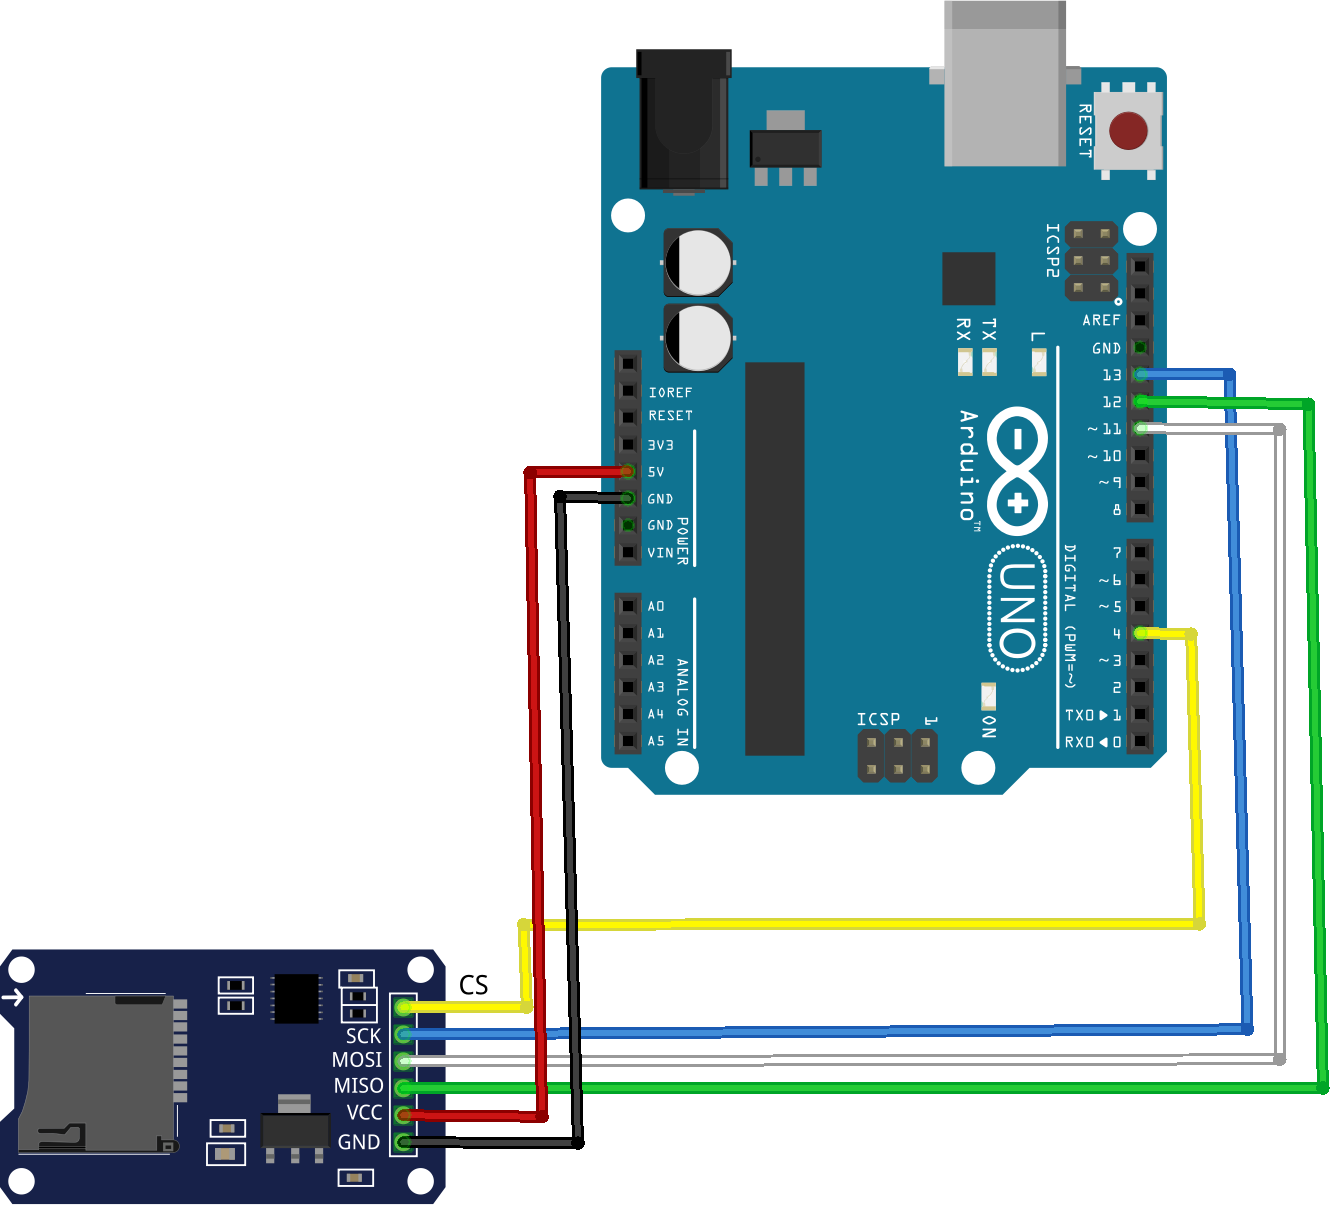 RESET
ICSP2
AREF
GND
13
12
~11
~10
~9
8
7
~6
~5
4
~3
2
TX0▶1
RX0◀0
RX
TX
L
IOREF
RESET
3V3
5V
GND
GND
VIN
POWER
A0
A1
A2
A3
A4
A5
ANALOG IN
Arduino™
UNO
DIGITAL (PWM=~)
ICSP
1
ON
CS
SCK
MOSI
MISO
VCC
GND